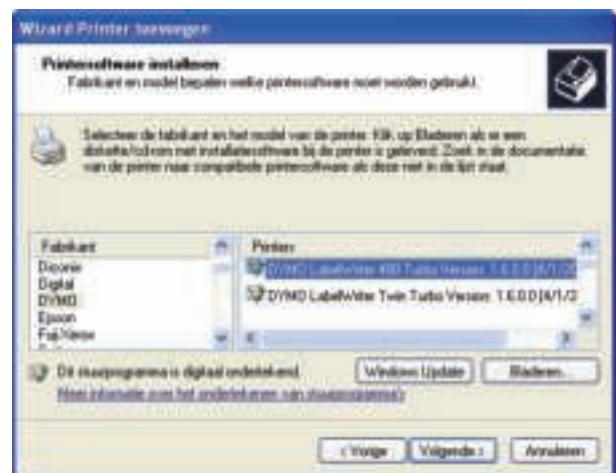 Wizard Printer toevoegen
Printersoftware installeren
Fabrikant en model bepalen welke printersoftware moet worden gebruikt.
Selecteer de fabrikant en het model van de printer. Klik op Bladeren als er een
diskette/cd-rom met installatiesoftware bij de printer is geleverd. Zoek in de documentatie
van de printer naar compatibele printersoftware als deze niet in de lijst staat.
Fabrikant
Diconix
Digital
DYMO
Epson
Fuji Xerox
Printers
DYMO LabelWriter 400 Turbo Version: 1.6.0.0 [4/1/20
DYMO LabelWriter Twin Turbo Version: 1.6.0.0 [4/1/2
Dit stuurprogramma is digitaal ondertekend.
Windows Update
Bladeren...
Meer informatie over het ondertekenen van stuurprogramma's
< Vorige
Volgende >
Annuleren